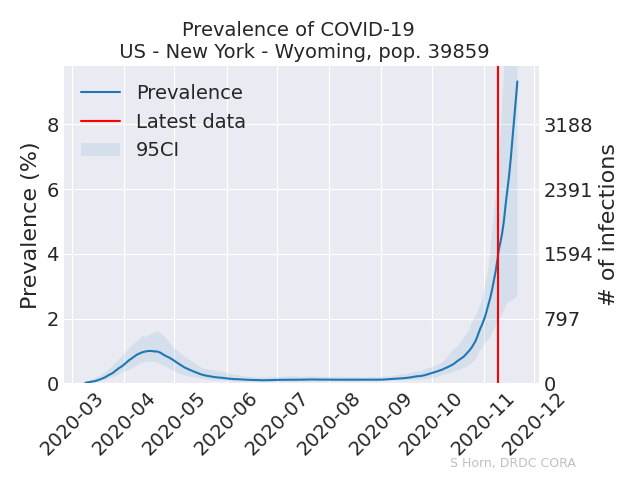 Prevalence of COVID-19
US - New York - Wyoming, pop. 39859
Prevalence
Latest data
95CI
Prevalence (%)
8
6
4
2
0
3188
2391
1594
797
0
# of infections
2020-03
2020-04
2020-05
2020-06
2020-07
2020-08
2020-09
2020-10
2020-11
2020-12
S Horn, DRDC CORA